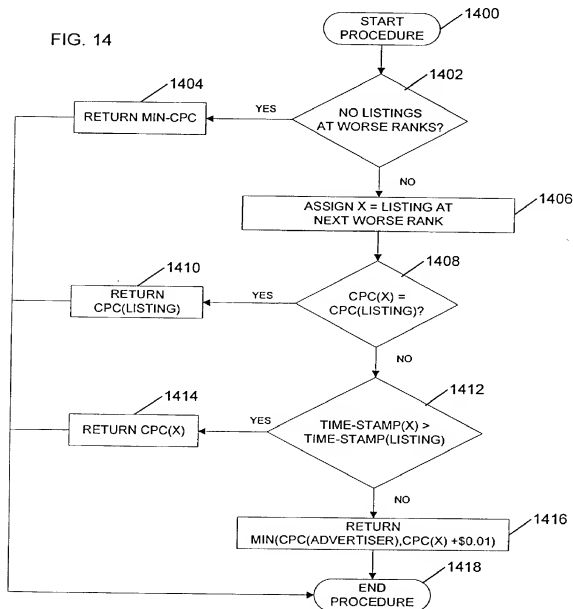 FIG. 14
START
PROCEDURE
1400
1402
NO LISTINGS
AT WORSE RANKS?
YES
1404
RETURN MIN-CPC
NO
ASSIGN X = LISTING AT
NEXT WORSE RANK
1406
1408
CPC(X) =
CPC(LISTING)?
YES
1410
RETURN
CPC(LISTING)
NO
1412
TIME-STAMP(X) >
TIME-STAMP(LISTING)
YES
1414
RETURN CPC(X)
NO
RETURN
MIN(CPC(ADVERTISER),CPC(X) +$0.01)
1416
1418
END
PROCEDURE